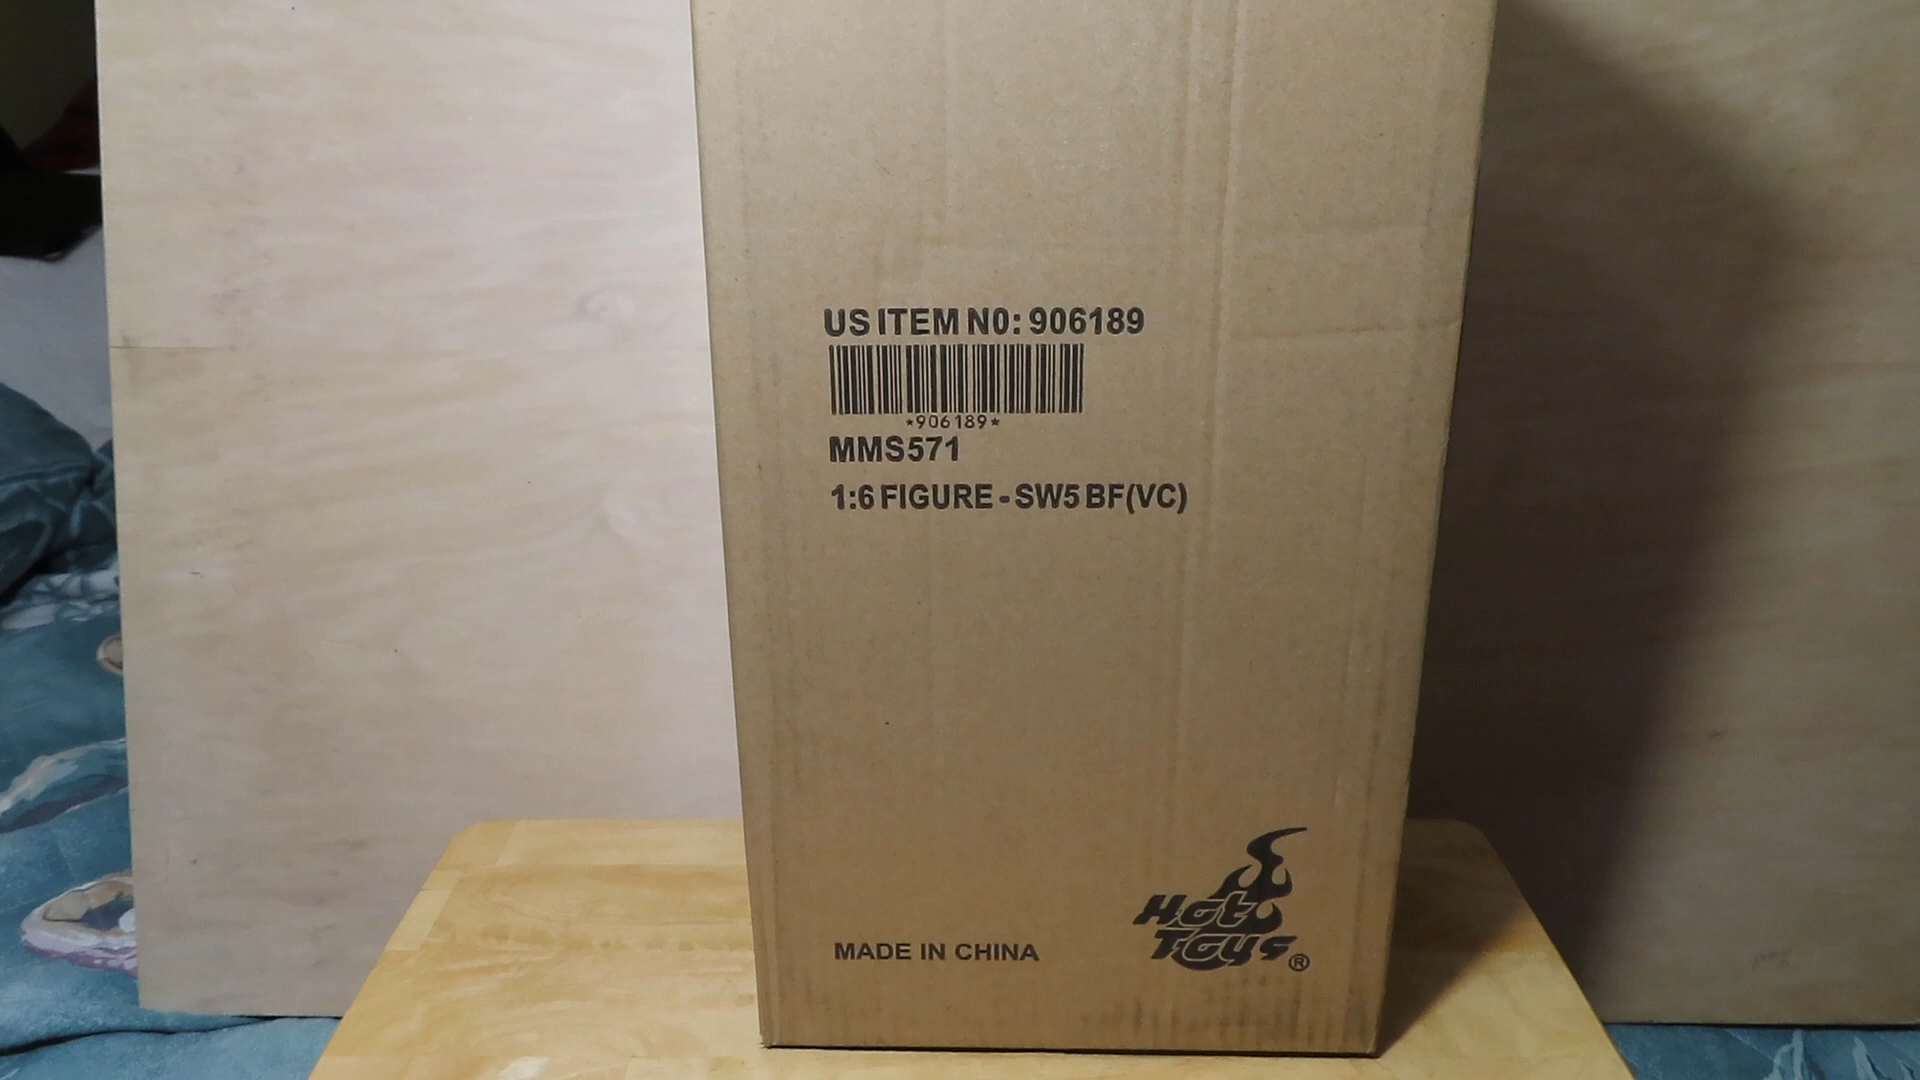 US ITEM N0: 906189
*906189*
MMS571
1:6 FIGURE - SW5 BF(VC)
MADE IN CHINA
Hot
Toys ®